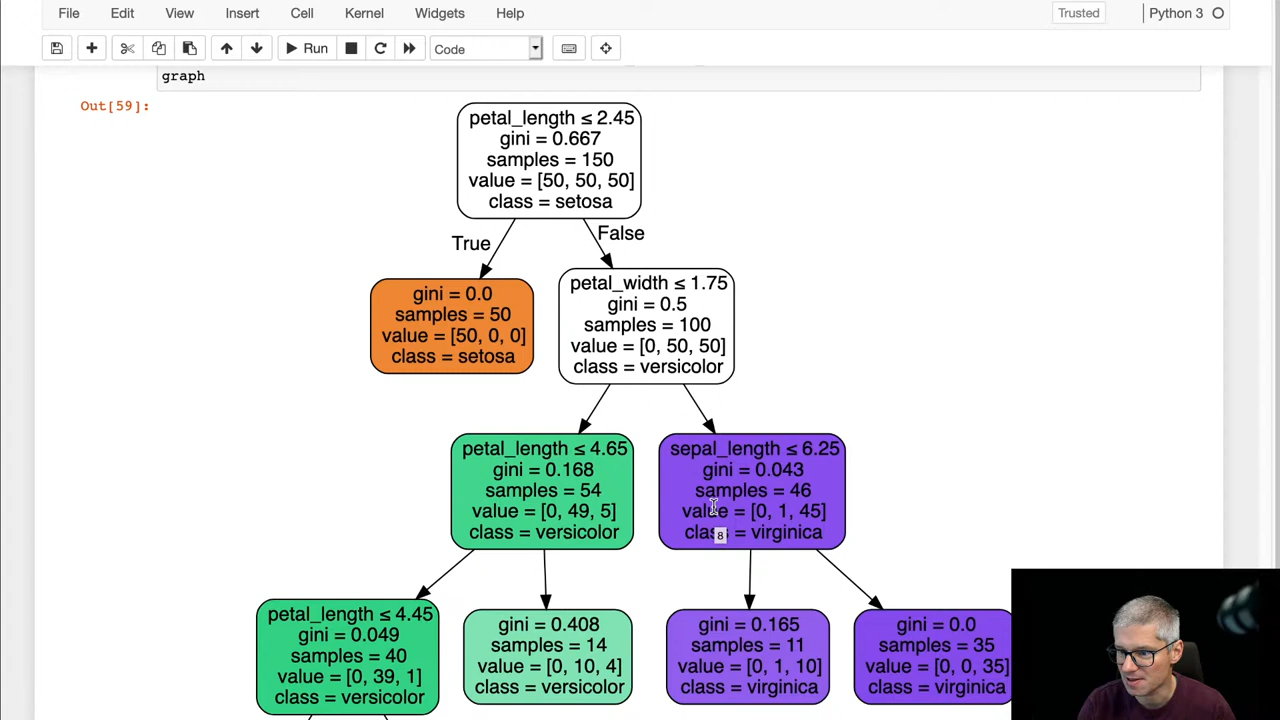 File Edit View Insert Cell Kernel Widgets Help Trusted Python 3
Run Code
graph
Out[59]:
petal_length ≤ 2.45
gini = 0.667
samples = 150
value = [50, 50, 50]
class = setosa
True
False
gini = 0.0
samples = 50
value = [50, 0, 0]
class = setosa
petal_width ≤ 1.75
gini = 0.5
samples = 100
value = [0, 50, 50]
class = versicolor
petal_length ≤ 4.65
gini = 0.168
samples = 54
value = [0, 49, 5]
class = versicolor
sepal_length ≤ 6.25
gini = 0.043
samples = 46
value = [0, 1, 45]
class = virginica
8
petal_length ≤ 4.45
gini = 0.049
samples = 40
value = [0, 39, 1]
class = versicolor
gini = 0.408
samples = 14
value = [0, 10, 4]
class = versicolor
gini = 0.165
samples = 11
value = [0, 1, 10]
class = virginica
gini = 0.0
samples = 35
value = [0, 0, 35]
class = virginica